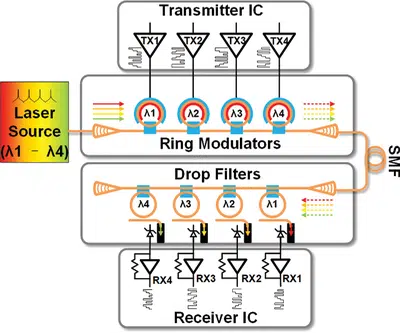 Transmitter IC
TX1 TX2 TX3 TX4
Laser
Source
(λ1 – λ4)
λ1 λ2 λ3 λ4
Ring Modulators
SMF
Drop Filters
λ4 λ3 λ2 λ1
RX4 RX3 RX2 RX1
Receiver IC